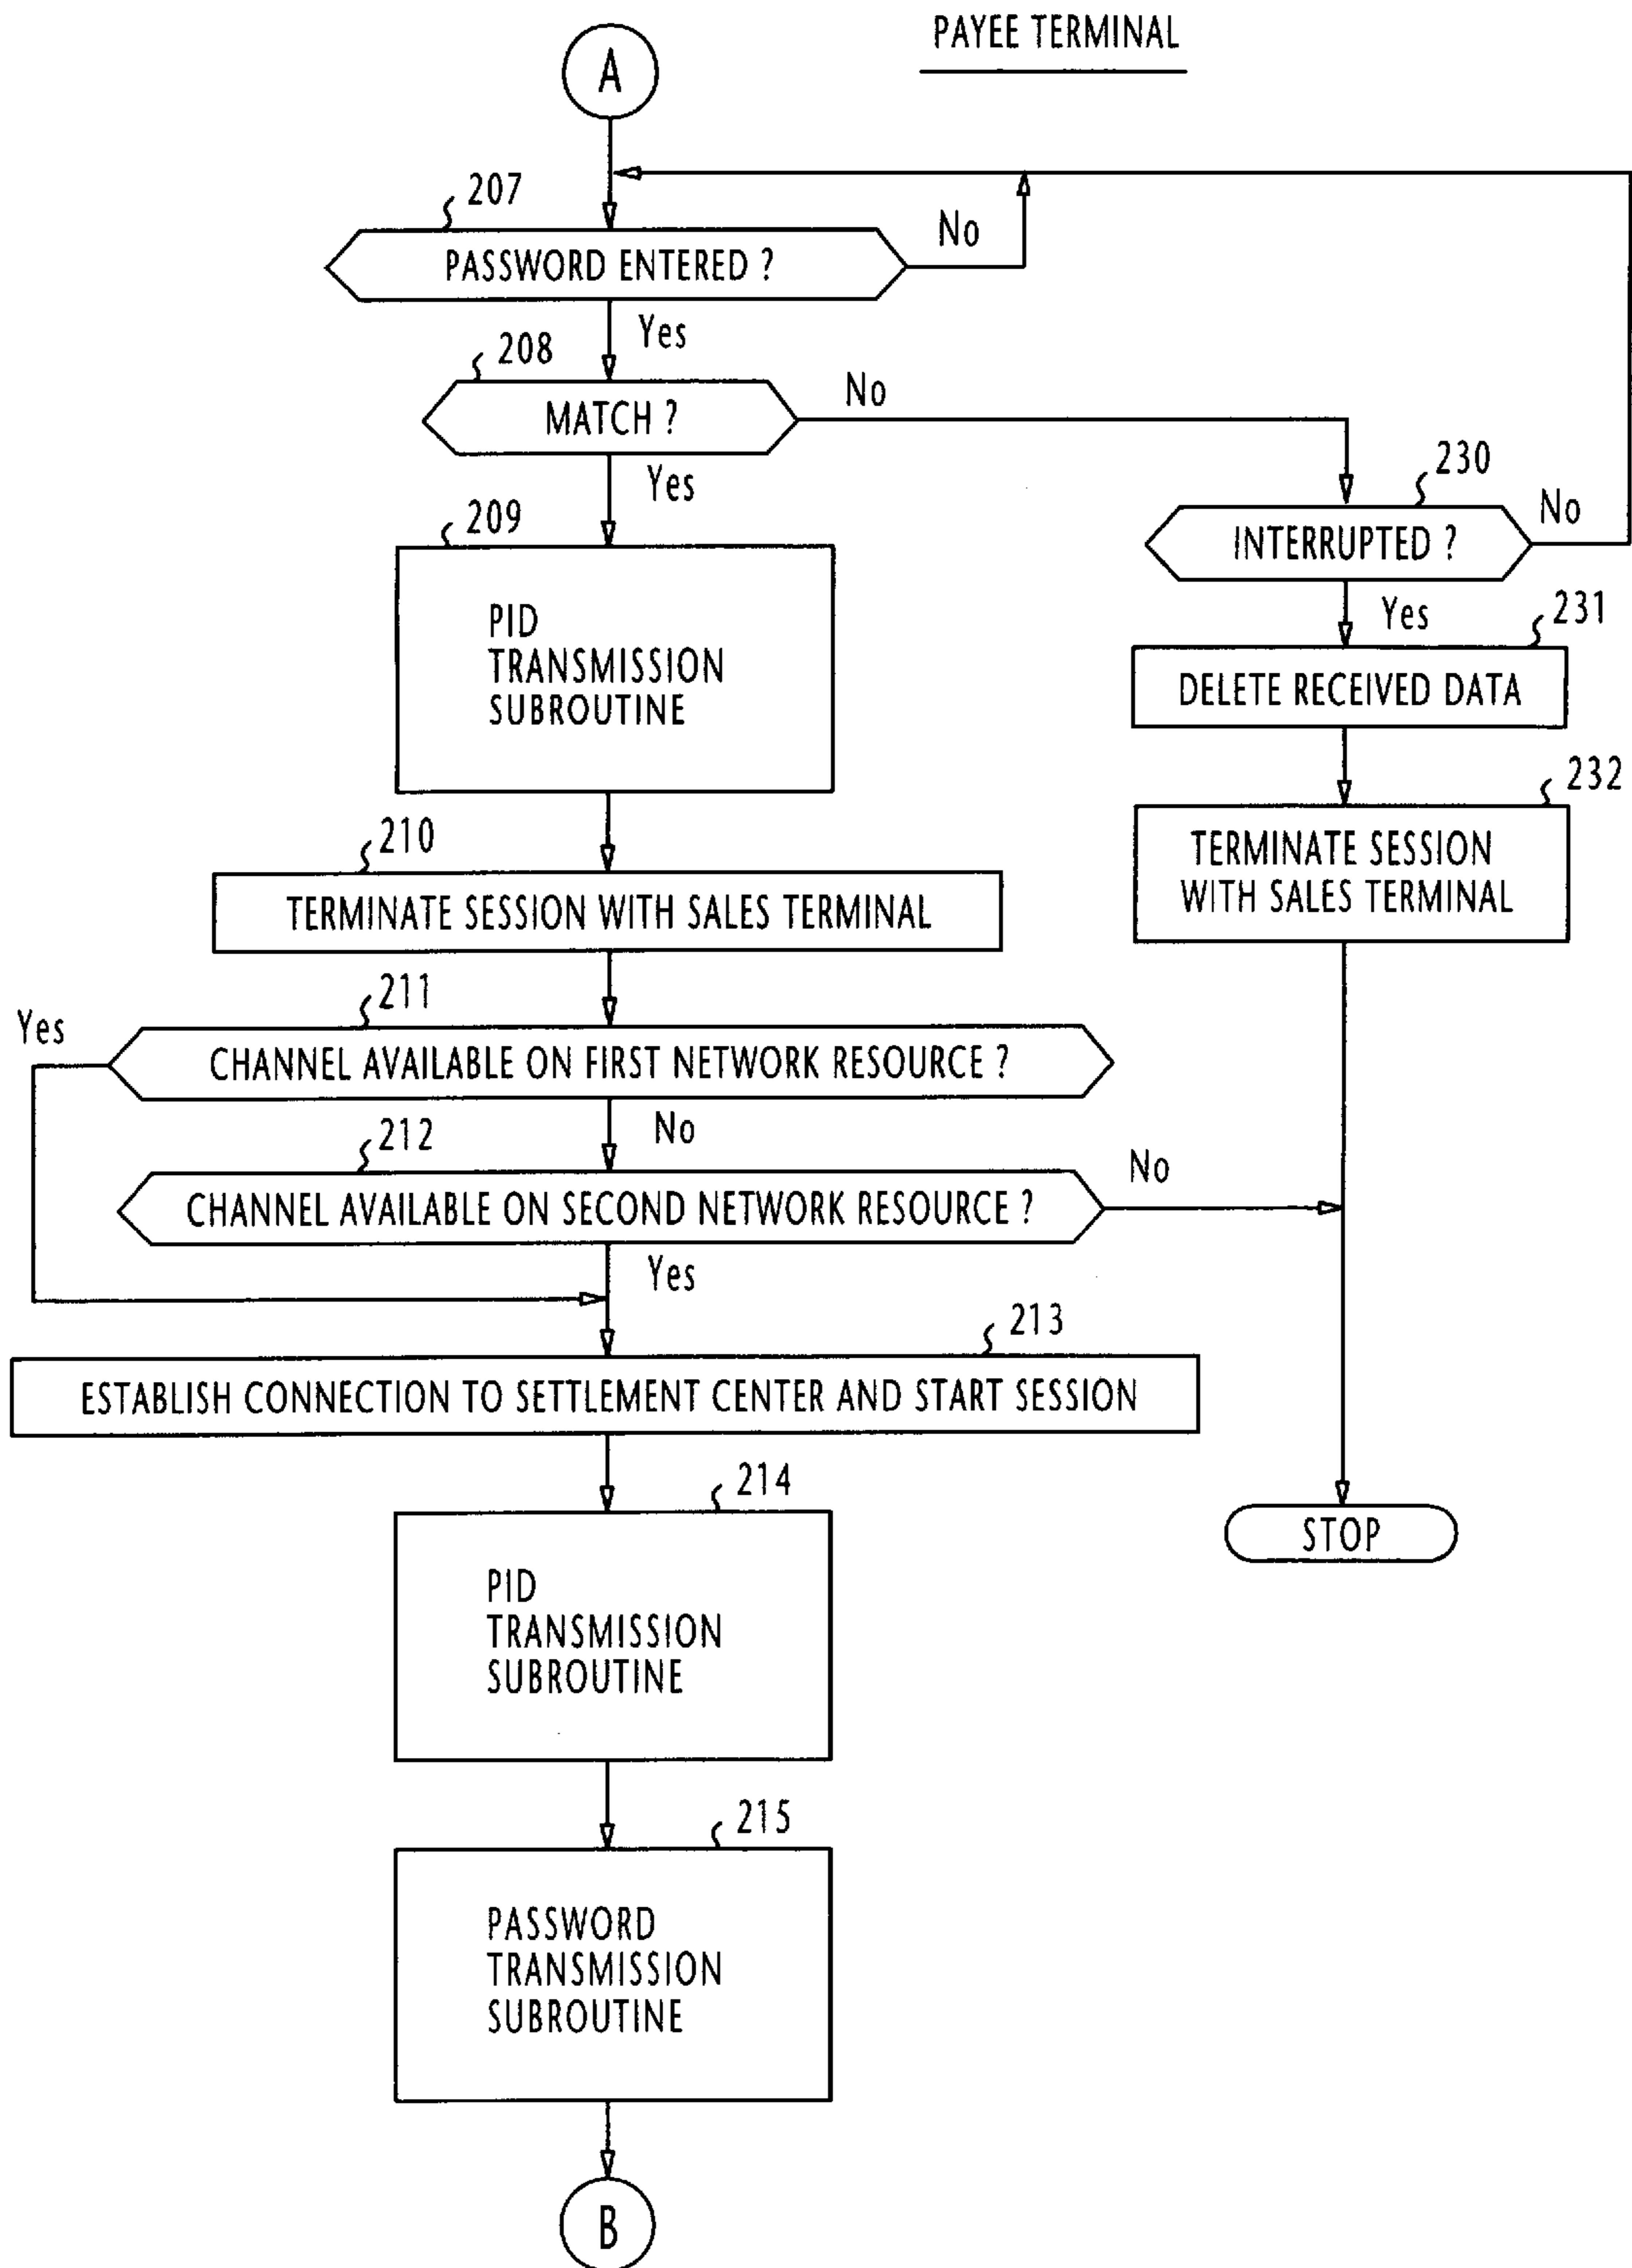 PAYEE TERMINAL
A
207
PASSWORD ENTERED ?
No
Yes
208
MATCH ?
No
Yes
230
INTERRUPTED ?
No
Yes
209
PID
TRANSMISSION
SUBROUTINE
231
DELETE RECEIVED DATA
232
TERMINATE SESSION
WITH SALES TERMINAL
210
TERMINATE SESSION WITH SALES TERMINAL
211
Yes
CHANNEL AVAILABLE ON FIRST NETWORK RESOURCE ?
No
212
CHANNEL AVAILABLE ON SECOND NETWORK RESOURCE ?
No
Yes
213
ESTABLISH CONNECTION TO SETTLEMENT CENTER AND START SESSION
214
PID
TRANSMISSION
SUBROUTINE
STOP
215
PASSWORD
TRANSMISSION
SUBROUTINE
B